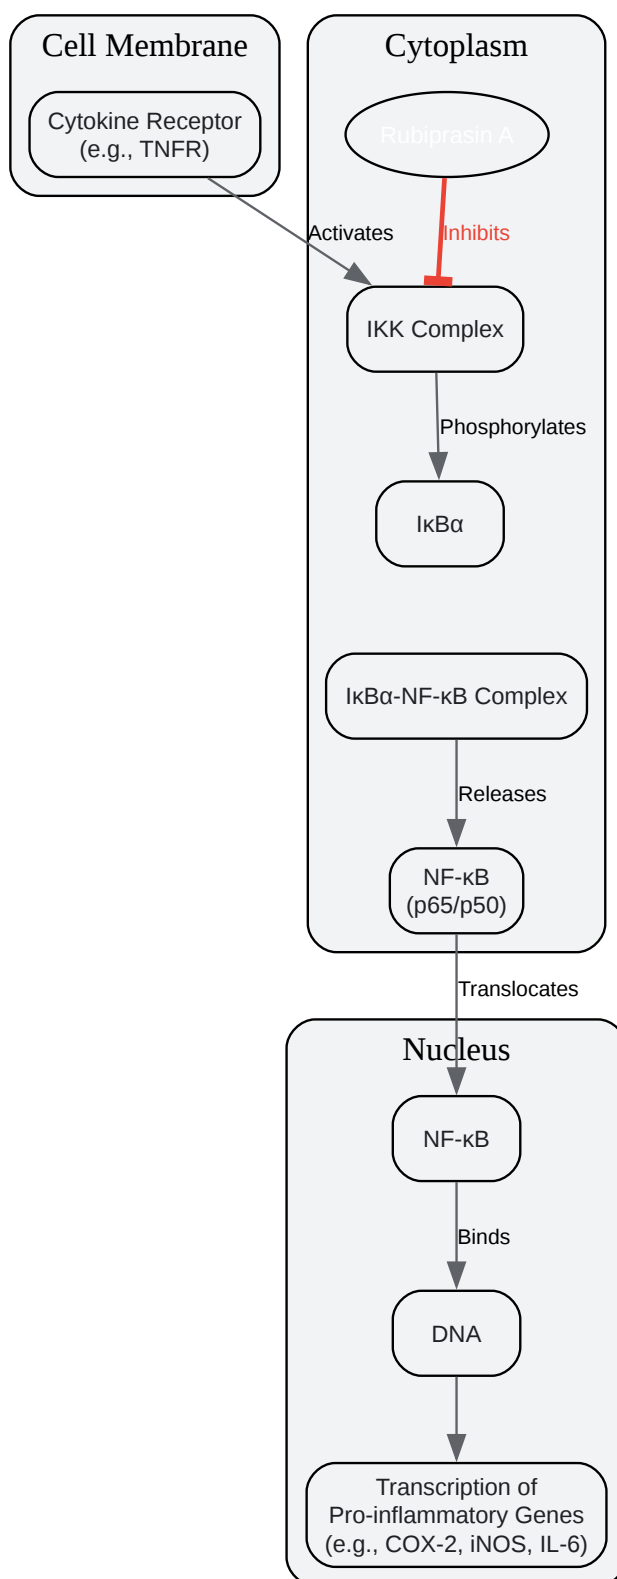 Cell Membrane
Cytokine Receptor
(e.g., TNFR)
Cytoplasm
Rubiprasin A
Activates
Inhibits
IKK Complex
Phosphorylates
IκBα
IκBα-NF-κB Complex
Releases
NF-κB
(p65/p50)
Translocates
Nucleus
NF-κB
Binds
DNA
Transcription of
Pro-inflammatory Genes
(e.g., COX-2, iNOS, IL-6)